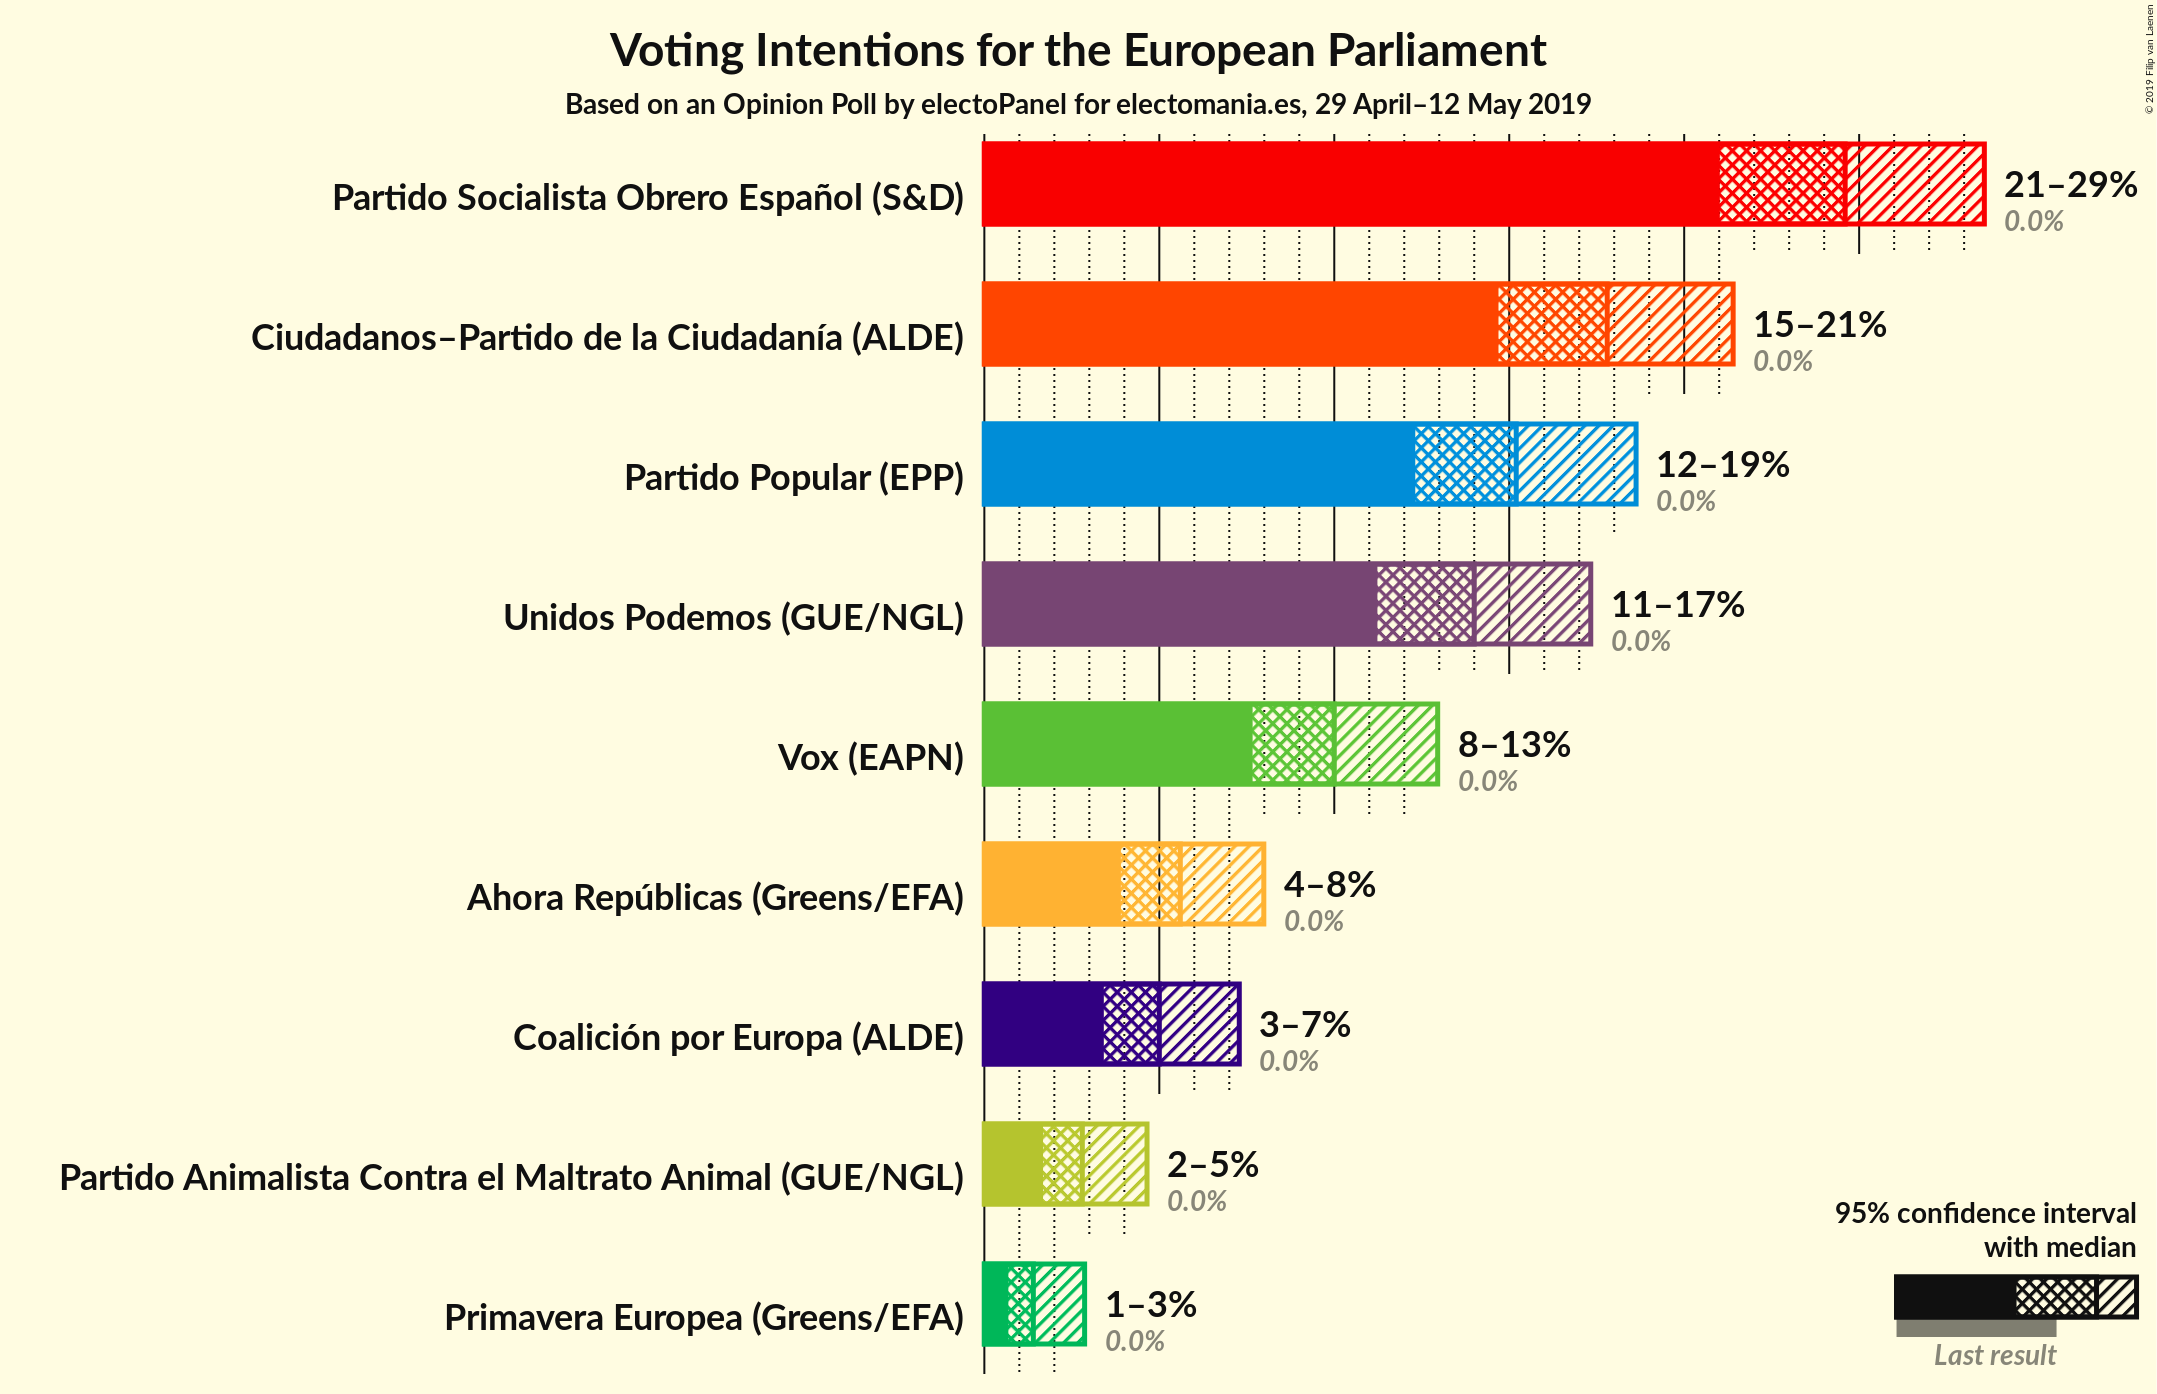 © 2019 Filip van Laenen
Voting Intentions for the European Parliament
Based on an Opinion Poll by electoPanel for electomania.es, 29 April–12 May 2019
Partido Socialista Obrero Español (S&D)
21–29%
0.0%
Ciudadanos–Partido de la Ciudadanía (ALDE)
15–21%
0.0%
Partido Popular (EPP)
12–19%
0.0%
Unidos Podemos (GUE/NGL)
11–17%
0.0%
Vox (EAPN)
8–13%
0.0%
Ahora Repúblicas (Greens/EFA)
4–8%
0.0%
Coalición por Europa (ALDE)
3–7%
0.0%
Partido Animalista Contra el Maltrato Animal (GUE/NGL)
2–5%
0.0%
Primavera Europea (Greens/EFA)
1–3%
0.0%
95% confidence interval
with median
Last result